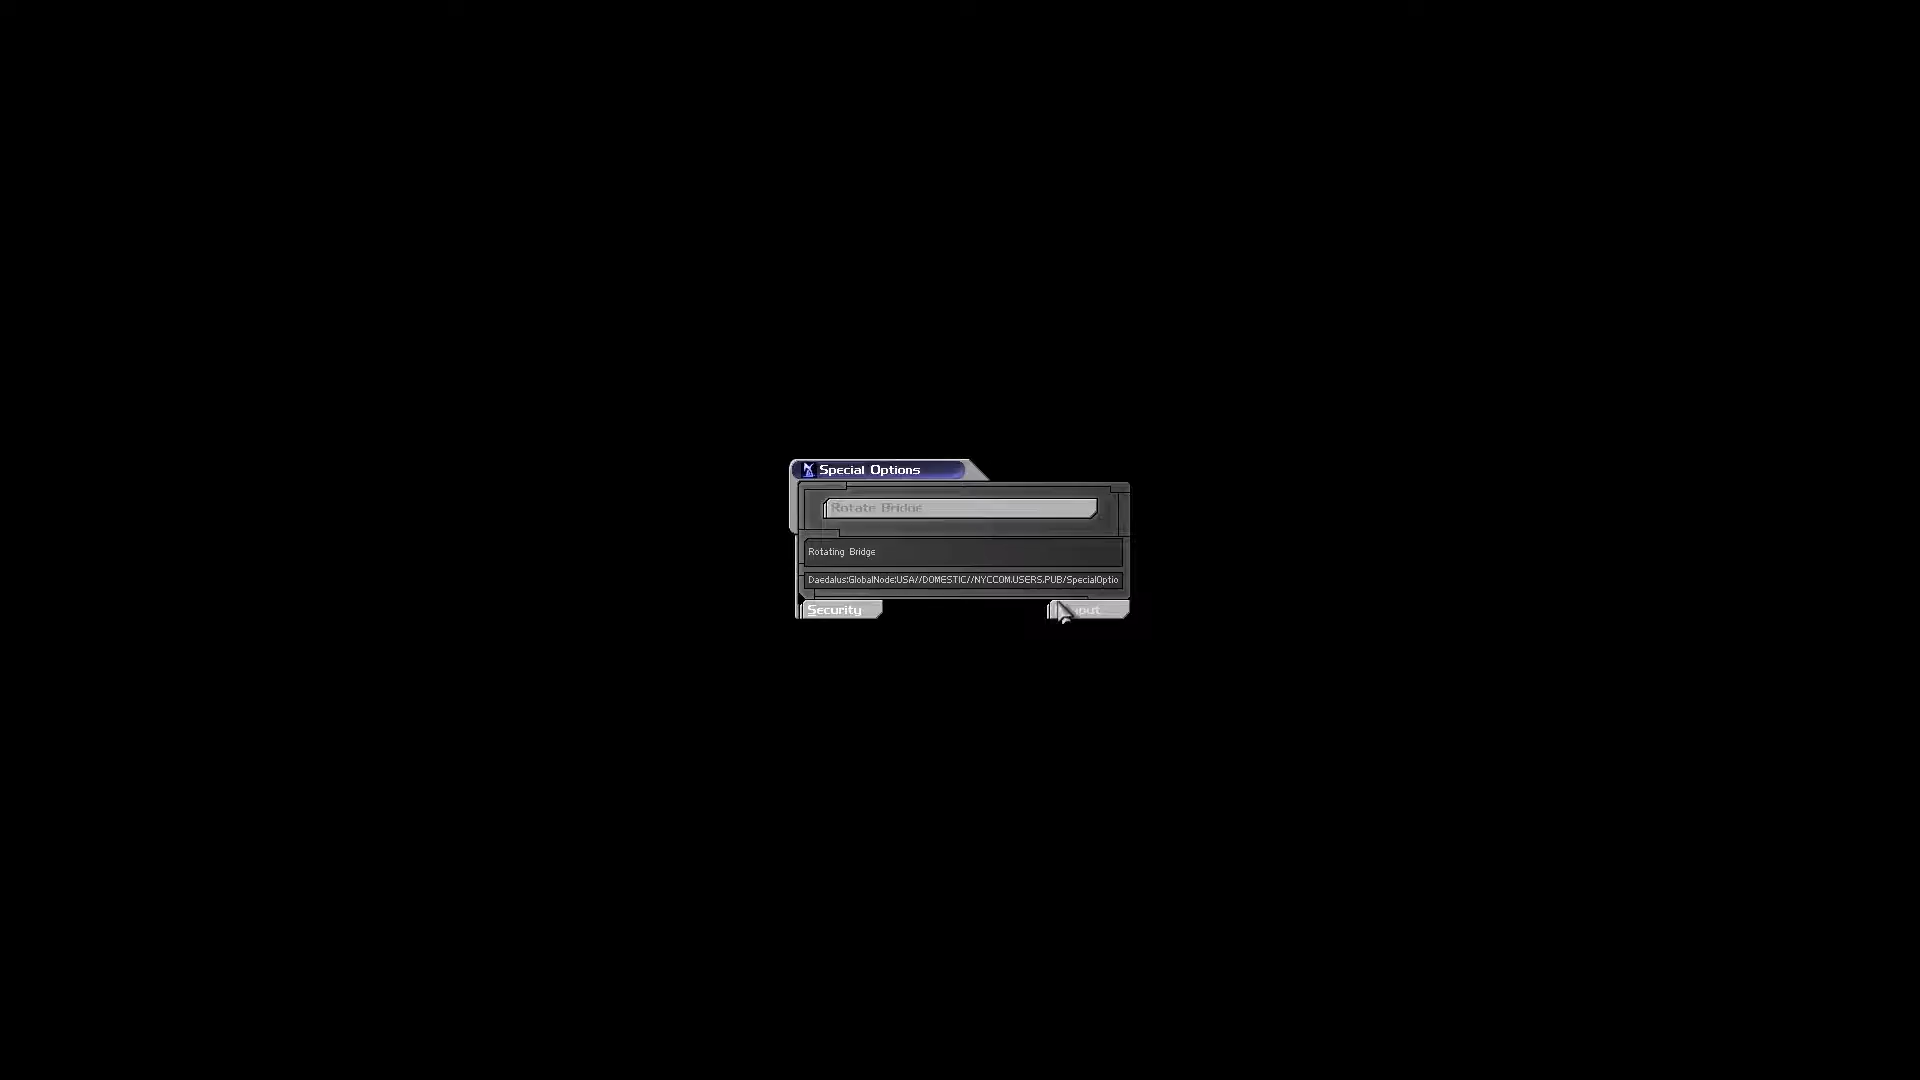 Special Options
Rotate Bridge
Rotating Bridge
Daedalus:GlobalNode:USA//DOMESTIC//NYCCOM.USERS.PUB/SpecialOptio
Security